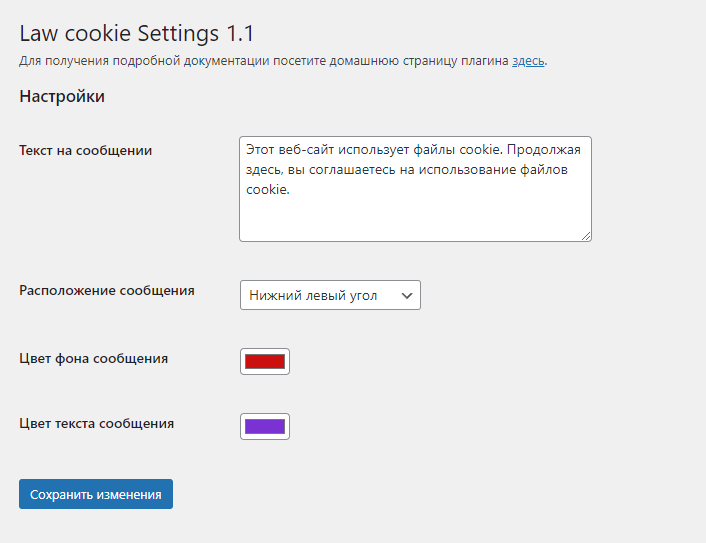 Law cookie Settings 1.1
Для получения подробной документации посетите домашнюю страницу плагина здесь.
Настройки
Текст на сообщении
Этот веб-сайт использует файлы cookie. Продолжая
здесь, вы соглашаетесь на использование файлов
cookie.
Расположение сообщения
Нижний левый угол
Цвет фона сообщения
Цвет текста сообщения
Сохранить изменения